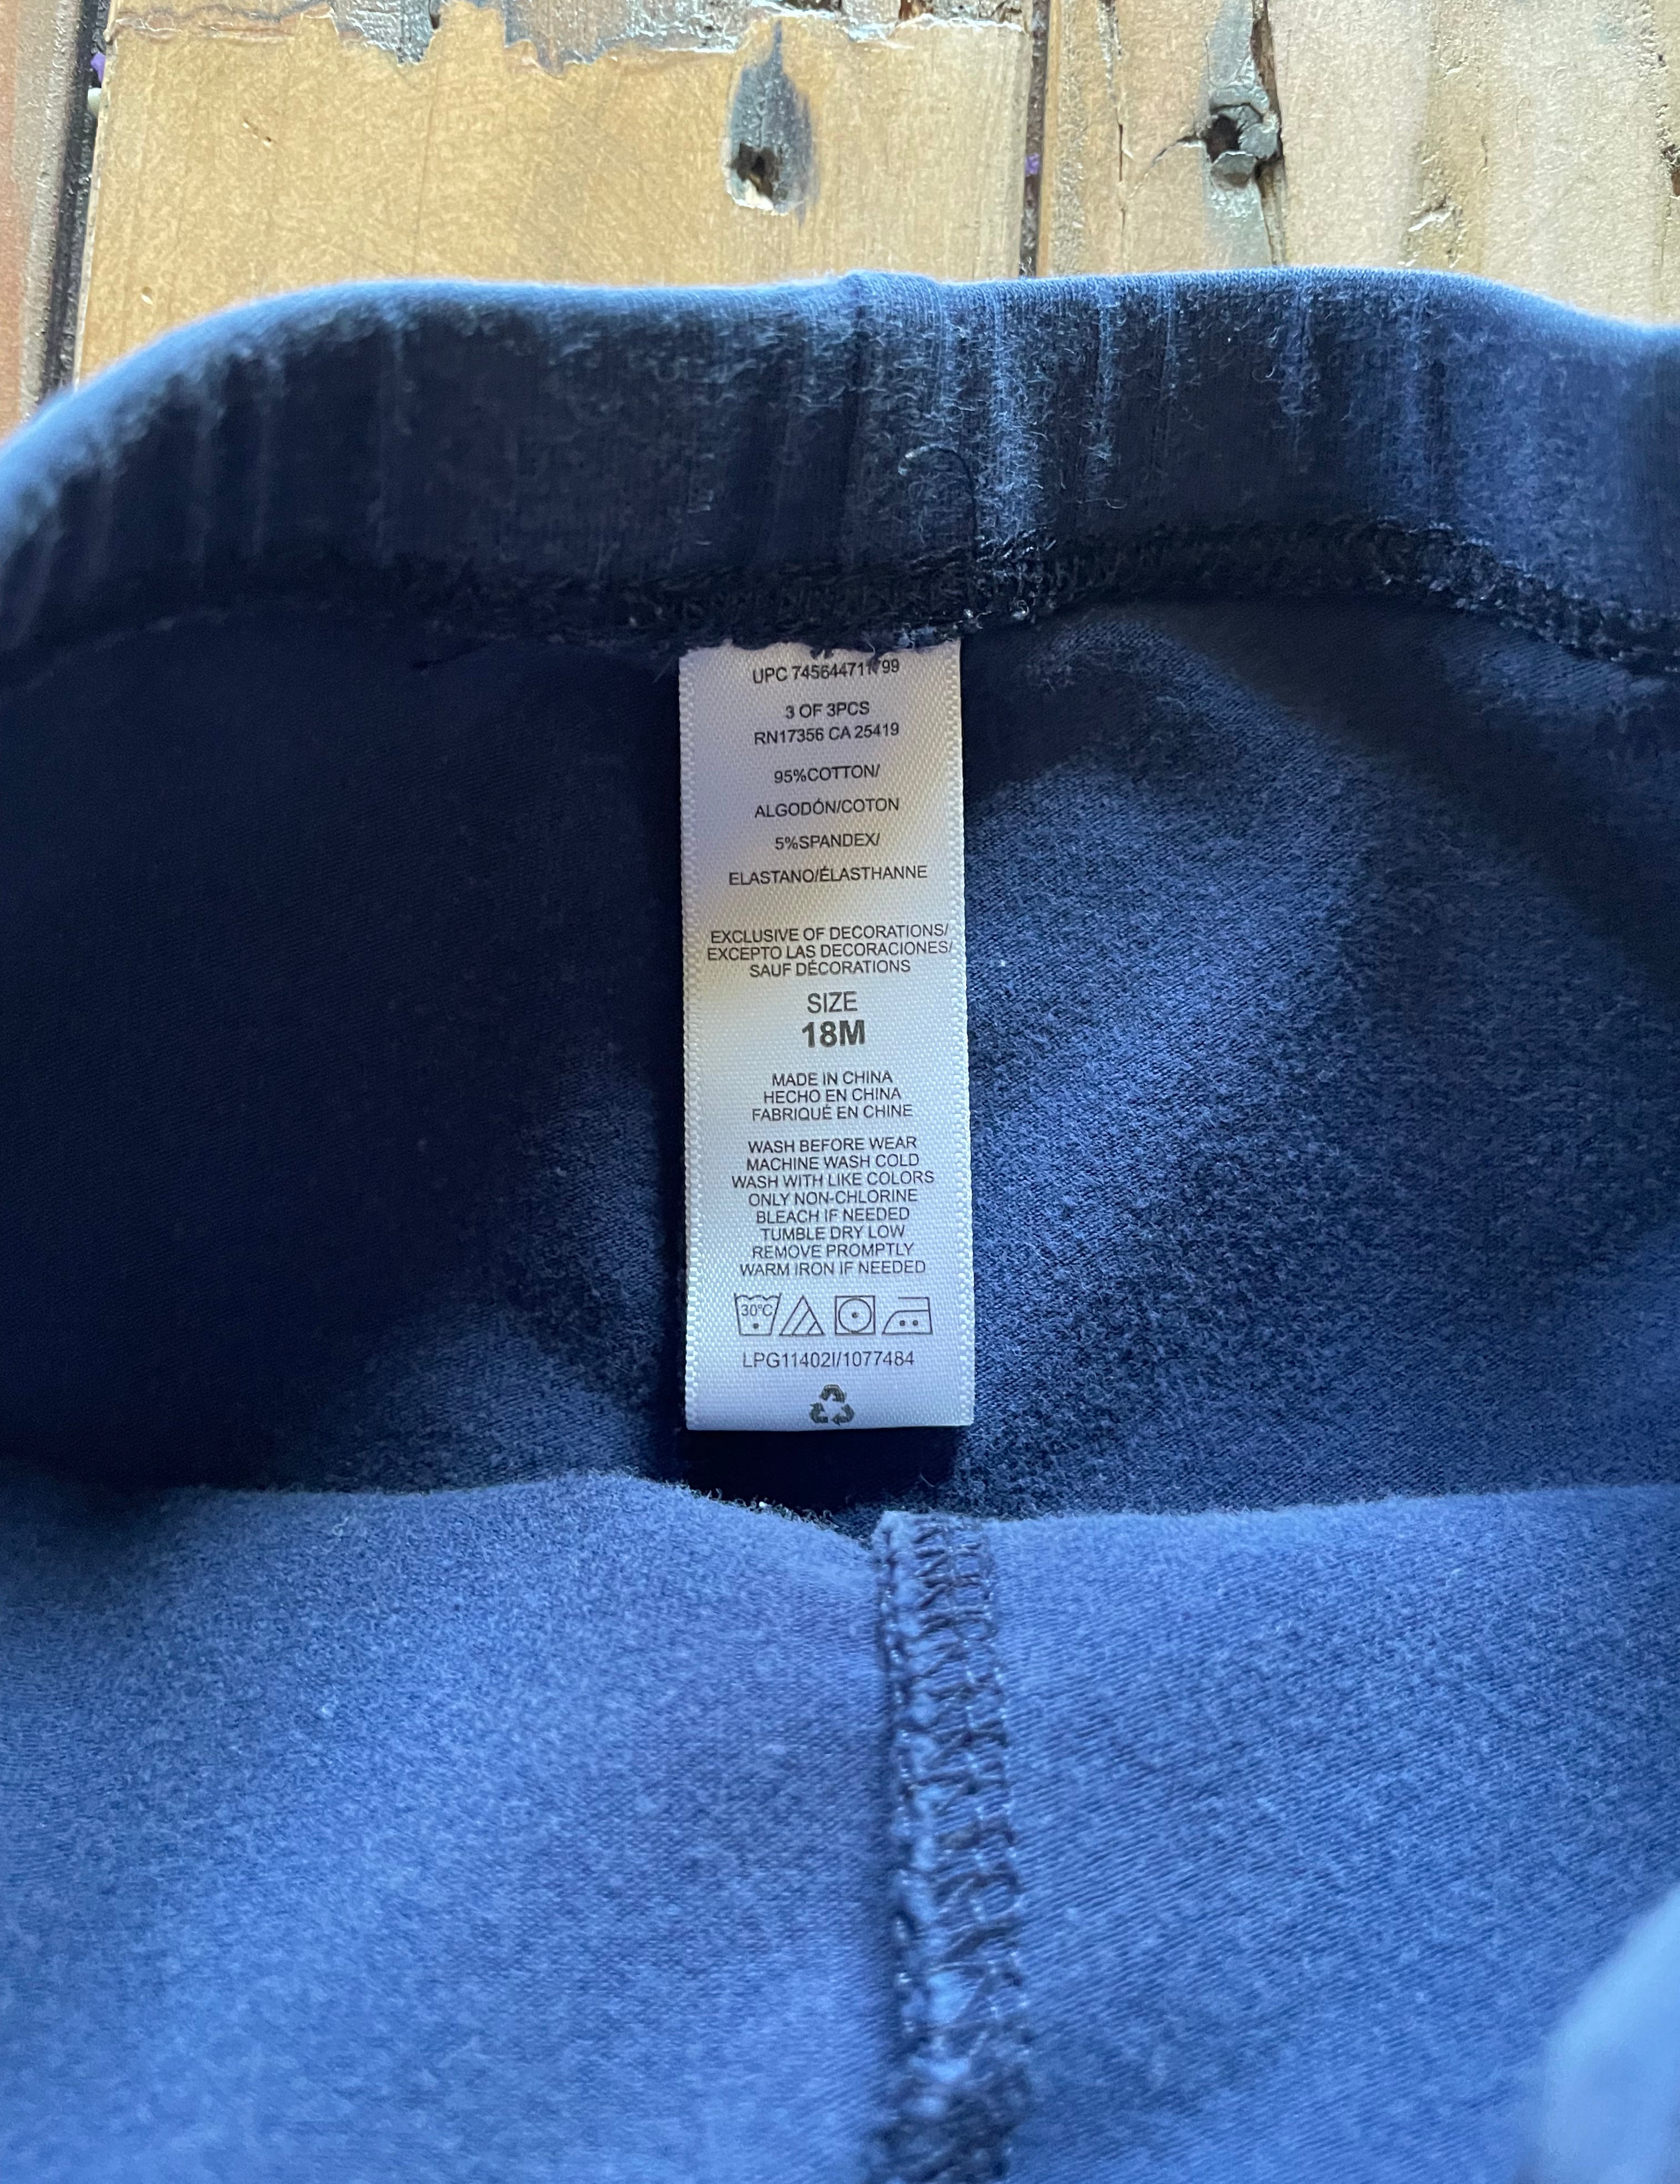 UPC
3 OF 3PCS
RN17356 CA 25419
95%COTTON/
ALGODÓN/COTON
5%SPANDEX/
ELASTANO/ÉLASTHANNE
EXCLUSIVE OF DECORATIONS/
EXCEPTO LAS DECORACIONES/
SAUF DÉCORATIONS
SIZE
18M
MADE IN CHINA
HECHO EN CHINA
FABRIQUÉ EN CHINE
WASH BEFORE WEAR
MACHINE WASH COLD
WASH WITH LIKE COLORS
ONLY NON-CHLORINE
BLEACH IF NEEDED
TUMBLE DRY LOW
REMOVE PROMPTLY
WARM IRON IF NEEDED
30°C
LPG11402I/1077484